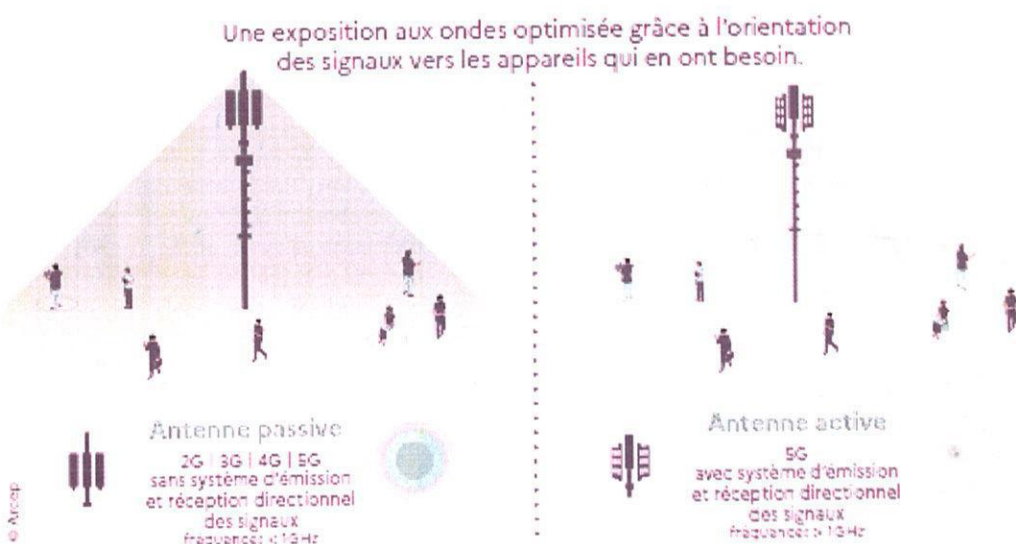 Une exposition aux ondes optimisée grâce à l'orientation
des signaux vers les appareils qui en ont besoin.
Antenne passive
2G | 3G | 4G | 5G
sans système d'émission
et réception directionnel
des signaux
fréquences < 1GHz
Antenne active
5G
avec système d'émission
et réception directionnel
des signaux
fréquances > 1GHz
© Arcep